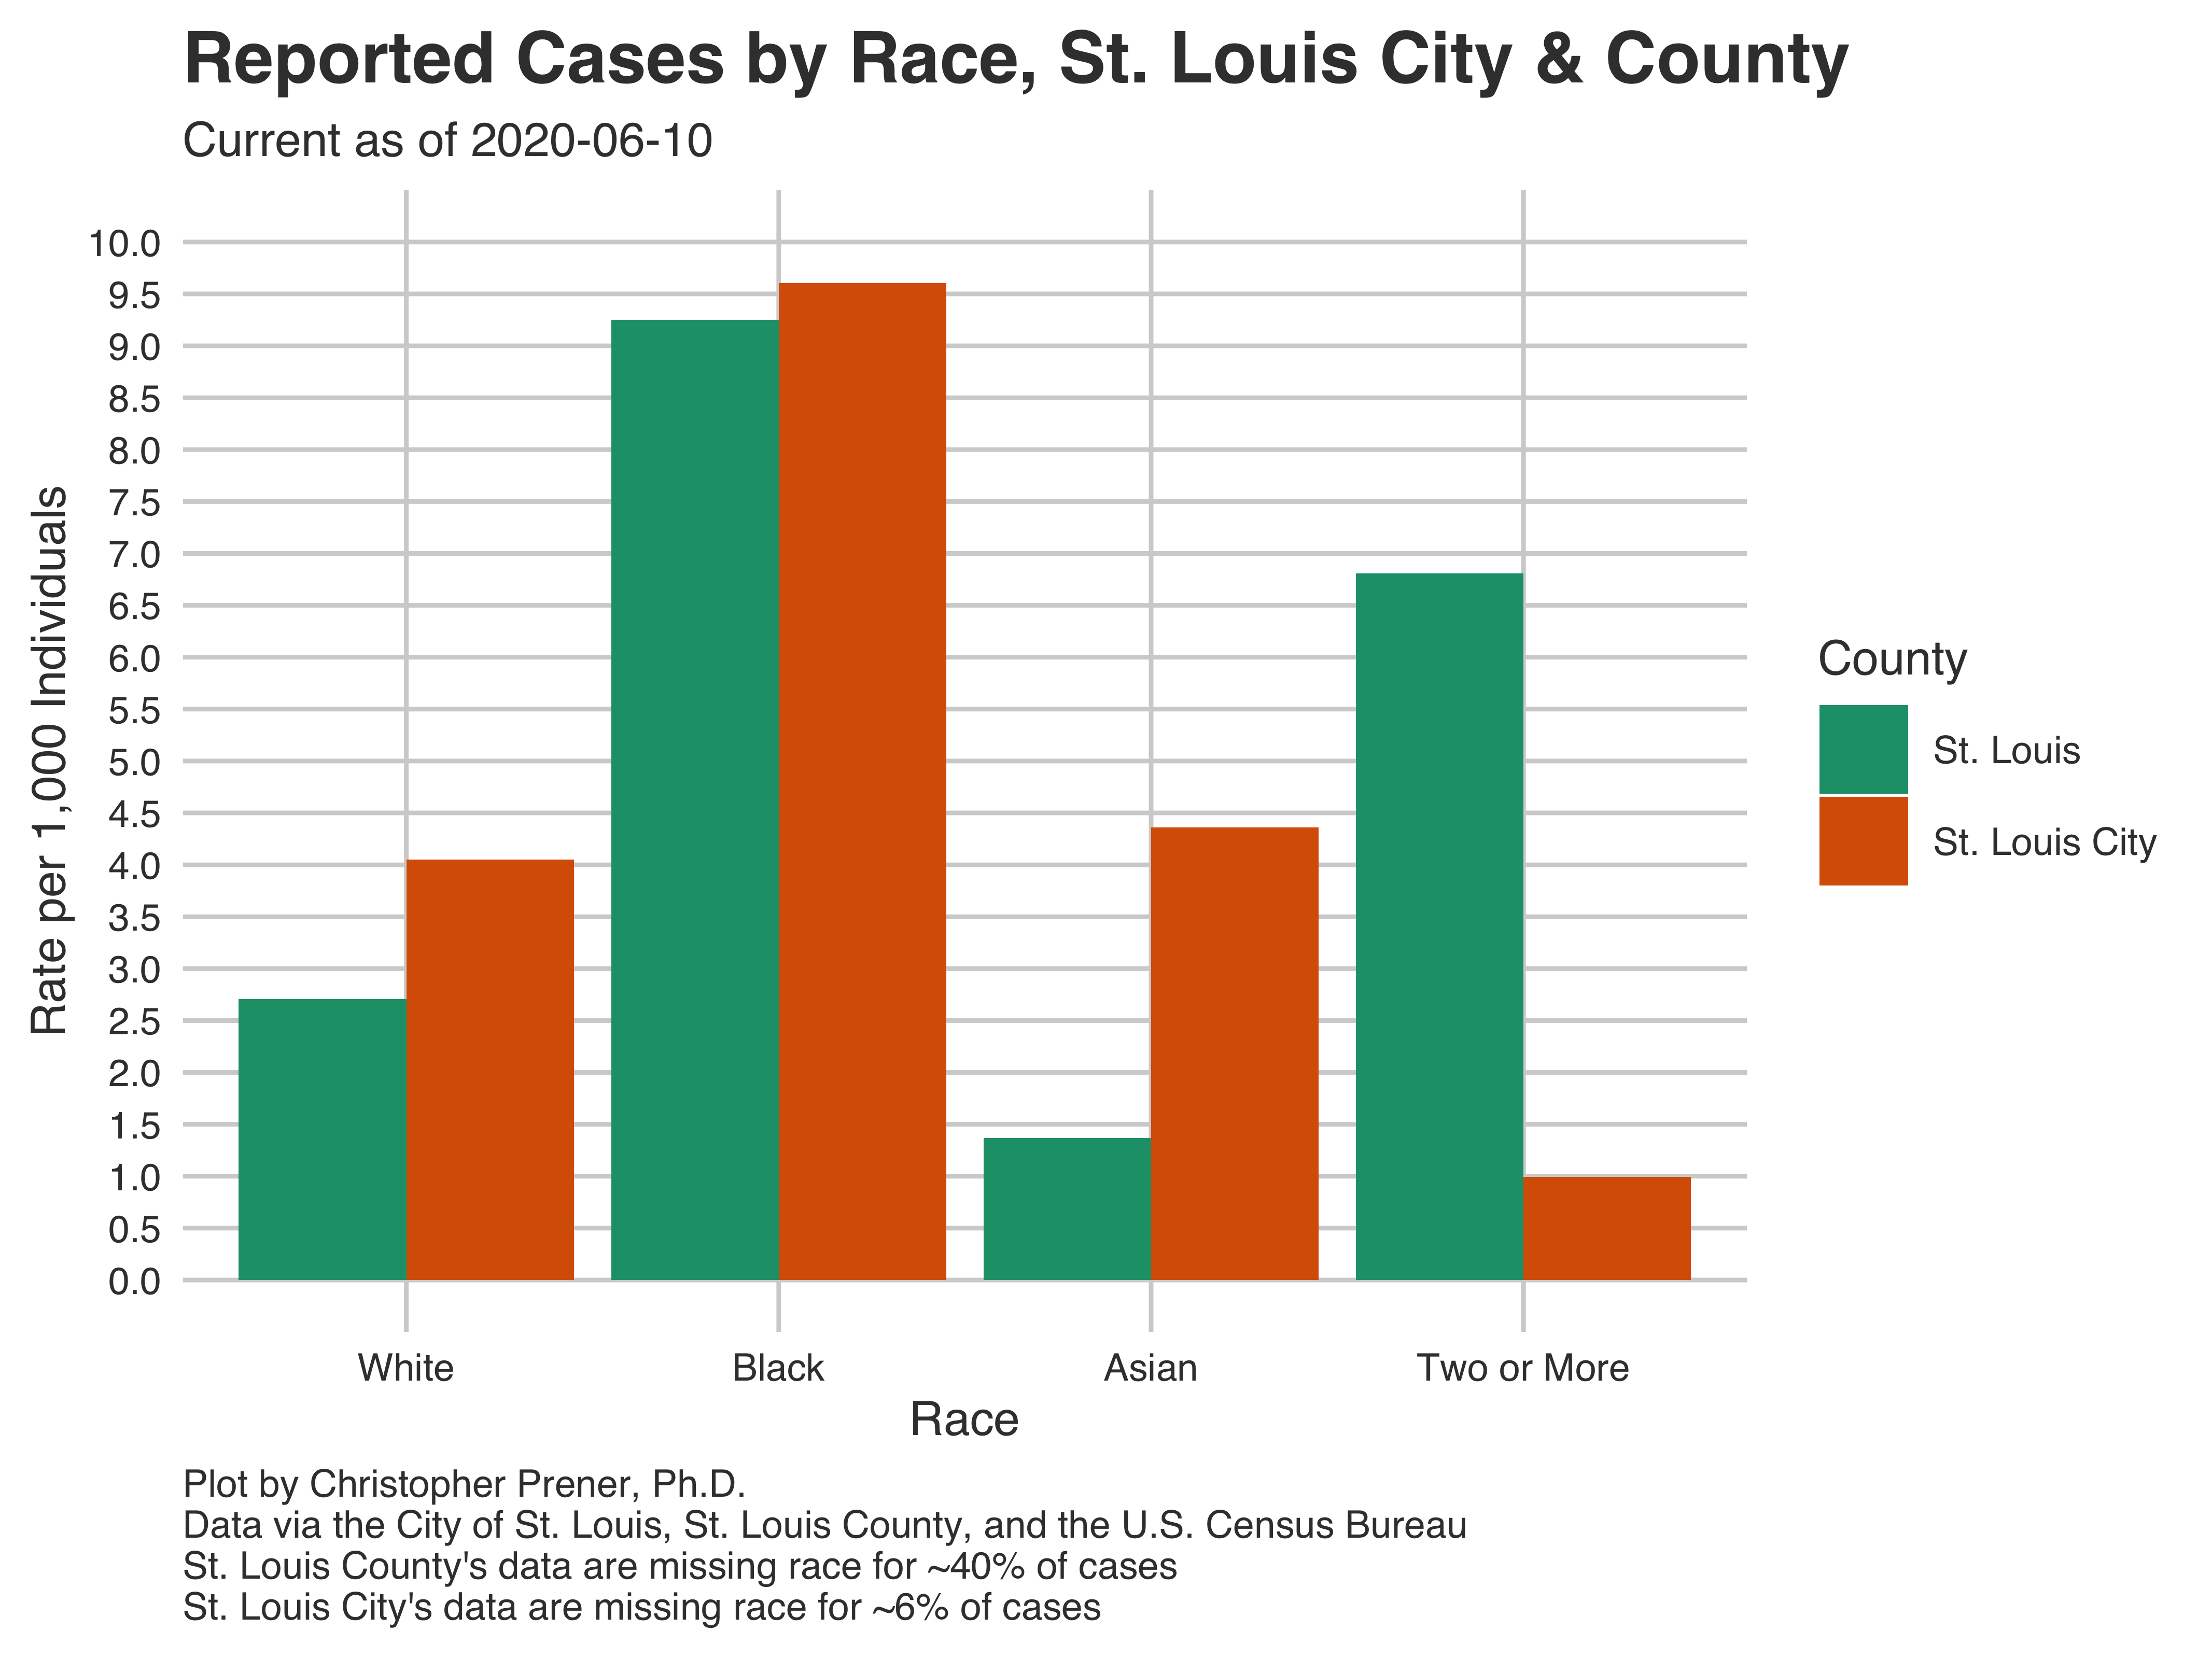 Reported Cases by Race, St. Louis City & County
Current as of 2020-06-10
Rate per 1,000 Individuals
10.0
9.5
9.0
8.5
8.0
7.5
7.0
6.5
6.0
5.5
5.0
4.5
4.0
3.5
3.0
2.5
2.0
1.5
1.0
0.5
0.0
White Black Asian Two or More
Race
County
St. Louis
St. Louis City
Plot by Christopher Prener, Ph.D.
Data via the City of St. Louis, St. Louis County, and the U.S. Census Bureau
St. Louis County's data are missing race for ~40% of cases
St. Louis City's data are missing race for ~6% of cases